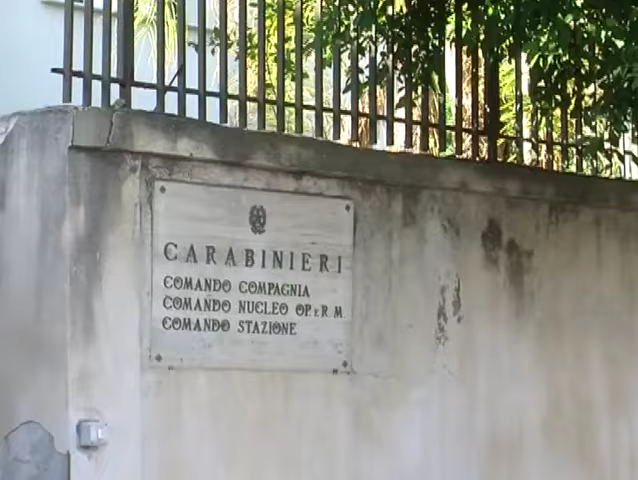 CARABINIERI
COMANDO COMPAGNIA
COMANDO NUCLEO OP. E R. M.
COMANDO STAZIONE